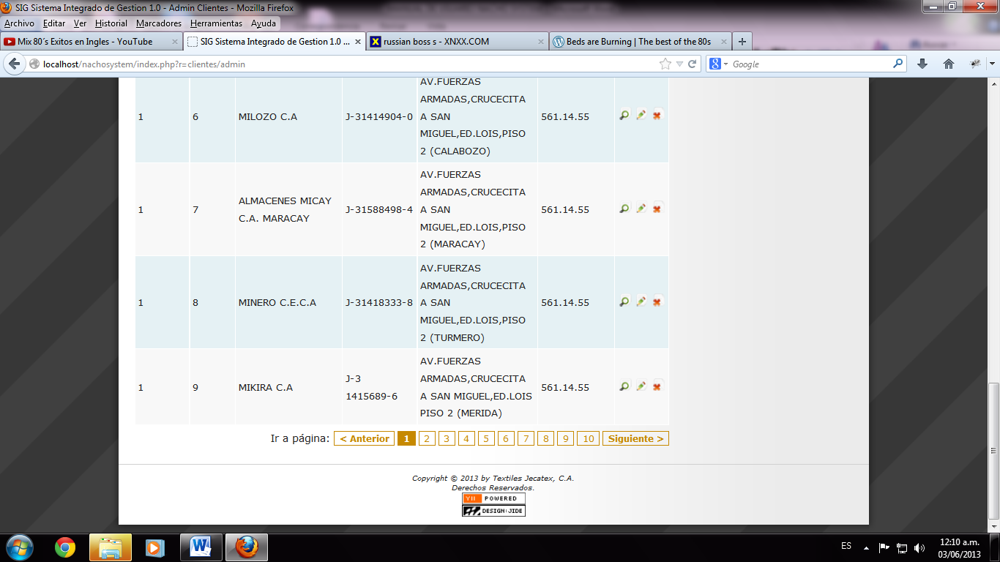 SIG Sistema Integrado de Gestion 1.0 - Admin Clientes - Mozilla Firefox
Archivo Editar Ver Historial Marcadores Herramientas Ayuda
Mix 80´s Exitos en Ingles - YouTube
SIG Sistema Integrado de Gestion 1.0 ...
russian boss s - XNXX.COM
Beds are Burning | The best of the 80s
localhost/nachosystem/index.php?r=clientes/admin
Google
1
6
MILOZO C.A
J-31414904-0
AV.FUERZAS
ARMADAS,CRUCECITA
A SAN
MIGUEL,ED.LOIS,PISO
2 (CALABOZO)
561.14.55
1
7
ALMACENES MICAY
C.A. MARACAY
J-31588498-4
AV.FUERZAS
ARMADAS,CRUCECITA
A SAN
MIGUEL,ED.LOIS,PISO
2 (MARACAY)
561.14.55
1
8
MINERO C.E.C.A
J-31418333-8
AV.FUERZAS
ARMADAS,CRUCECITA
A SAN
MIGUEL,ED.LOIS,PISO
2 (TURMERO)
561.14.55
1
9
MIKIRA C.A
J-3
1415689-6
AV.FUERZAS
ARMADAS,CRUCECITA
A SAN MIGUEL,ED.LOIS
PISO 2 (MERIDA)
561.14.55
Ir a página: < Anterior 1 2 3 4 5 6 7 8 9 10 Siguiente >
Copyright © 2013 by Textiles Jecatex, C.A.
Derechos Reservados.
YII POWERED
DESIGN:JIDE
ES
12:10 a.m.
03/06/2013